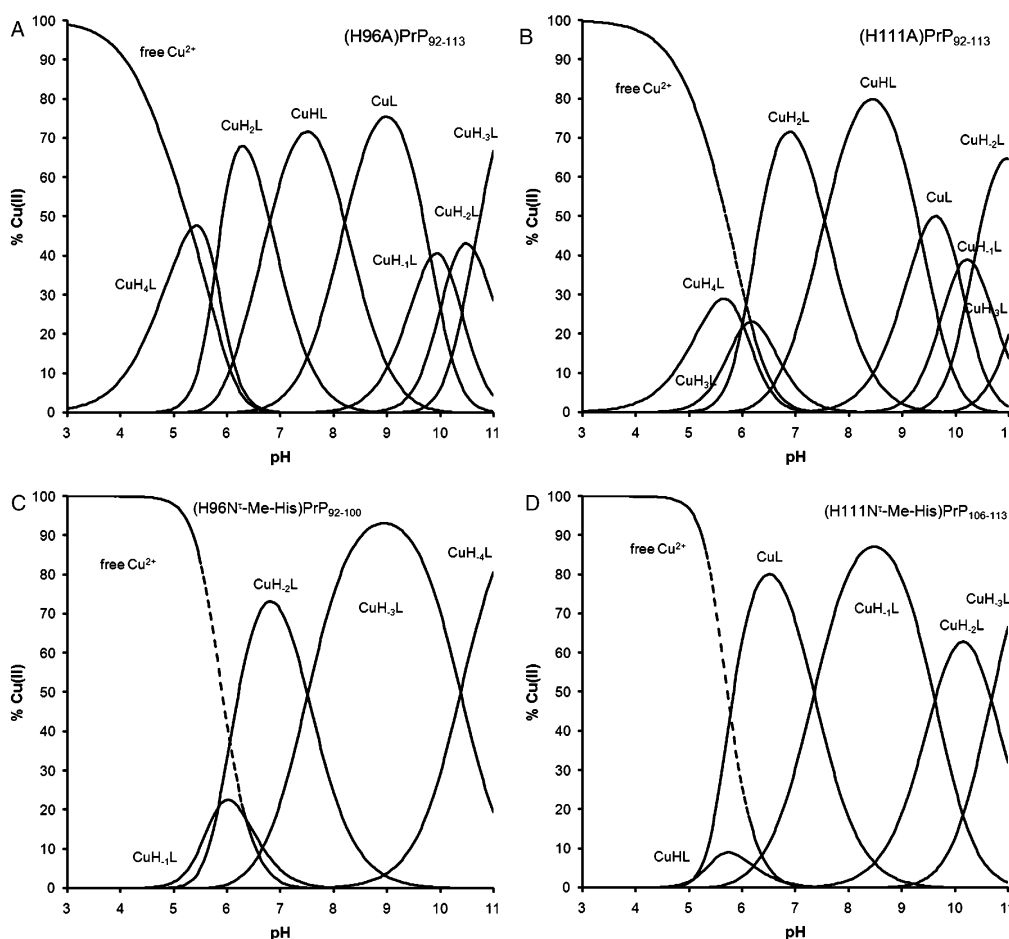 A
(H96A)PrP92-113
free Cu²⁺
CuH4L
CuH2L
CuHL
CuL
CuH-1L
CuH-2L
CuH-3L
% Cu(II)
100
90
80
70
60
50
40
30
20
10
0
3 4 5 6 7 8 9 10 11
pH
B
(H111A)PrP92-113
free Cu²⁺
CuH4L
CuH3L
CuH2L
CuHL
CuL
CuH-1L
CuH-2L
CuH-3L
% Cu(II)
100
90
80
70
60
50
40
30
20
10
0
3 4 5 6 7 8 9 10 11
pH
C
(H96Nτ-Me-His)PrP92-100
free Cu²⁺
CuH-1L
CuH-2L
CuH-3L
CuH-4L
% Cu(II)
100
90
80
70
60
50
40
30
20
10
0
3 4 5 6 7 8 9 10 11
pH
D
(H111Nτ-Me-His)PrP106-113
free Cu²⁺
CuHL
CuL
CuH-1L
CuH-2L
CuH-3L
% Cu(II)
100
90
80
70
60
50
40
30
20
10
0
3 4 5 6 7 8 9 10 11
pH